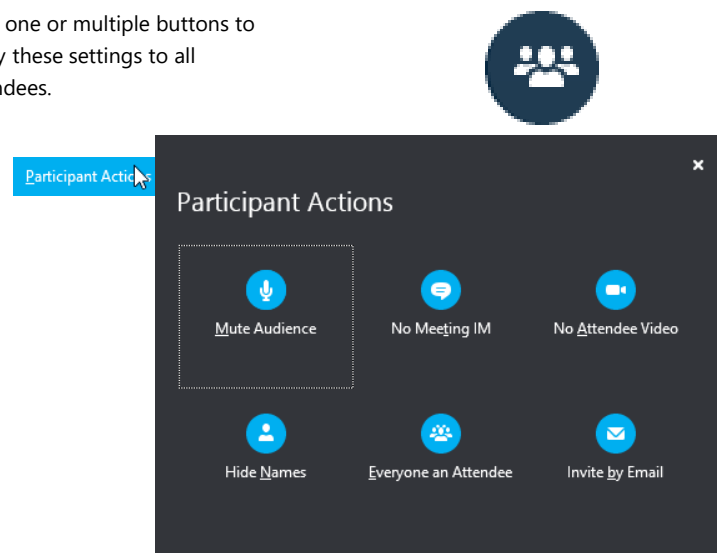 one or multiple buttons to
y these settings to all
ndees.
Participant Actions
Participant Actions
Mute Audience
No Meeting IM
No Attendee Video
Hide Names
Everyone an Attendee
Invite by Email